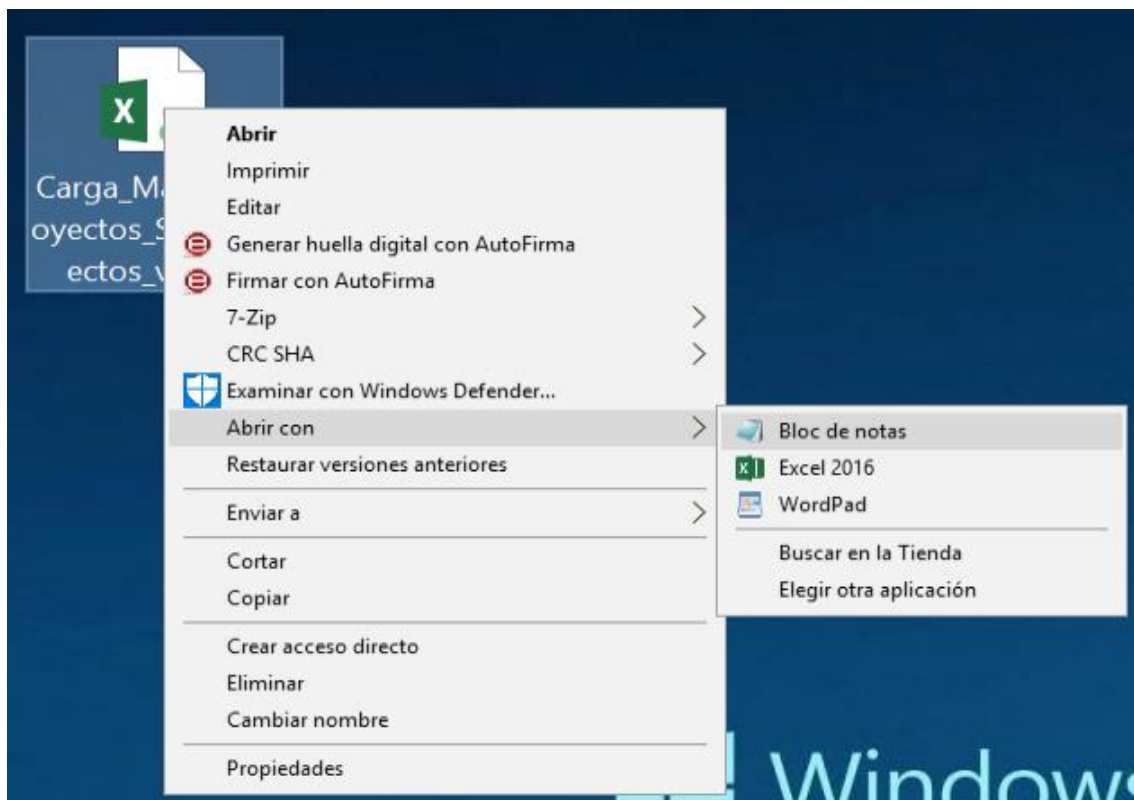 Carga_Ma
oyectos_S
ectos_v
Abrir
Imprimir
Editar
Generar huella digital con AutoFirma
Firmar con AutoFirma
7-Zip
CRC SHA
Examinar con Windows Defender...
Abrir con
Restaurar versiones anteriores
Enviar a
Cortar
Copiar
Crear acceso directo
Eliminar
Cambiar nombre
Propiedades
Bloc de notas
Excel 2016
WordPad
Buscar en la Tienda
Elegir otra aplicación
Windows